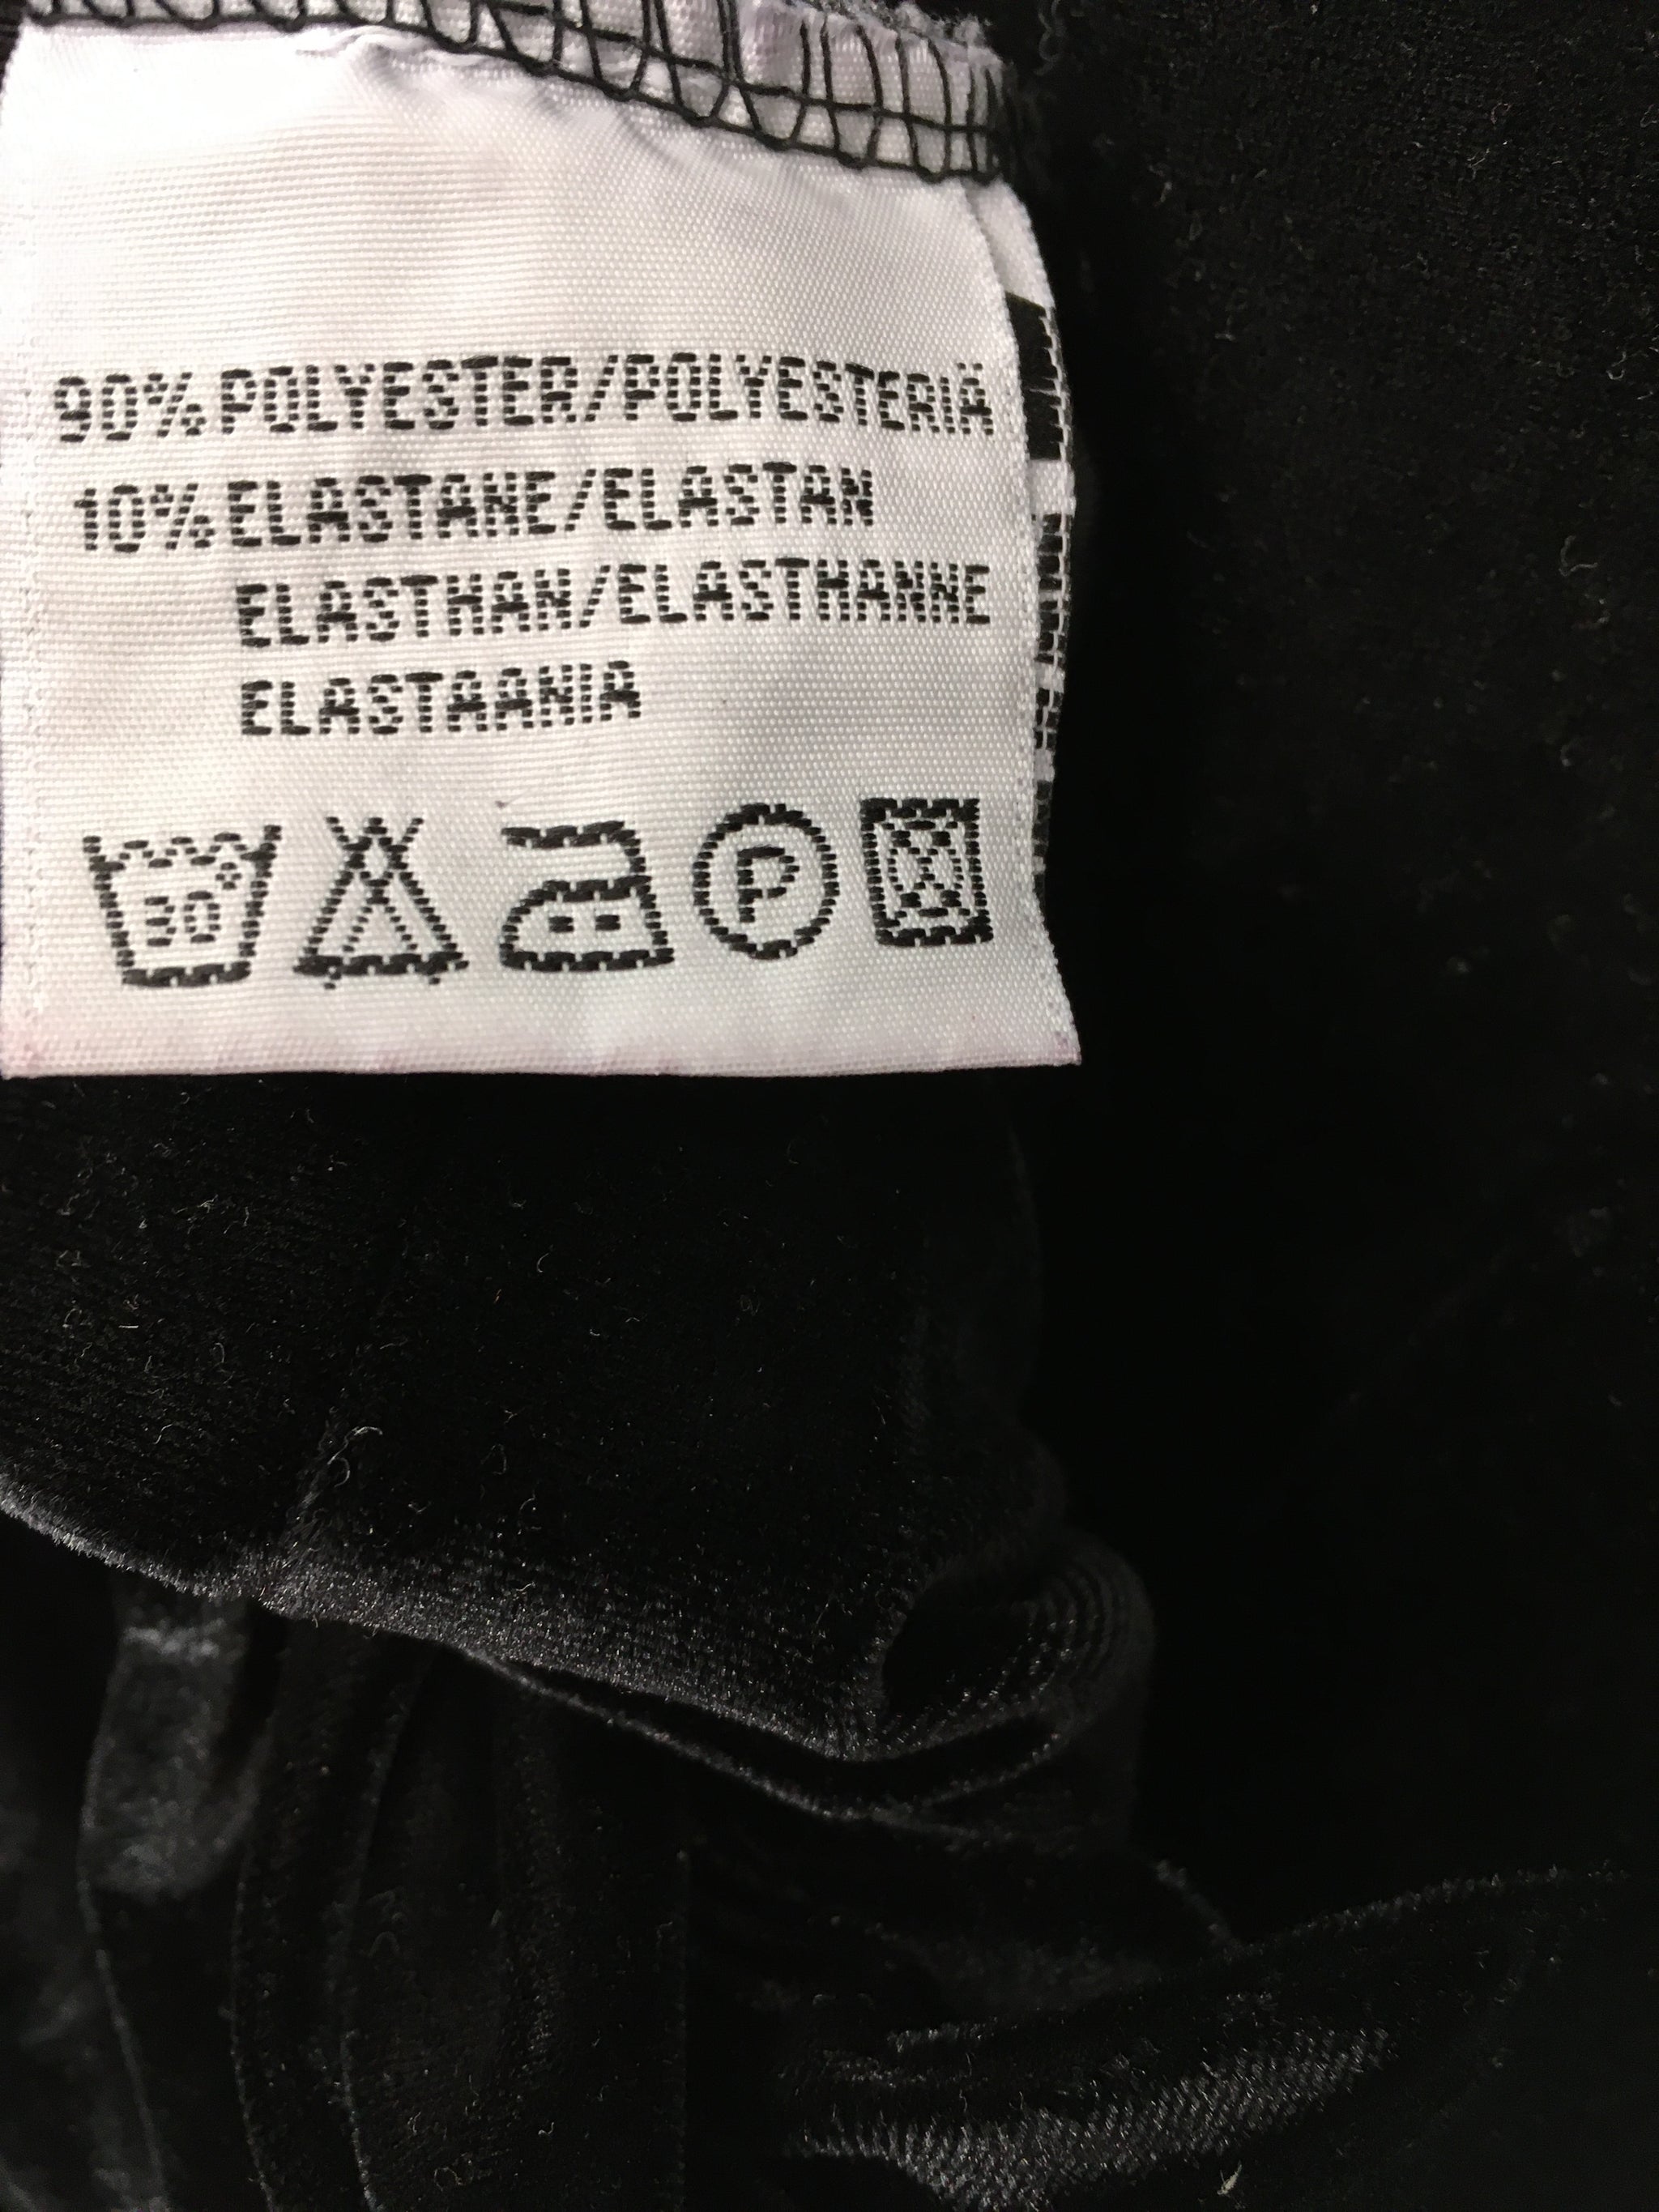 90% POLYESTER/POLYESTERIÄ
10% ELASTANE/ELASTAN
ELASTHAN/ELASTHANNE
ELASTAANIA
30° P